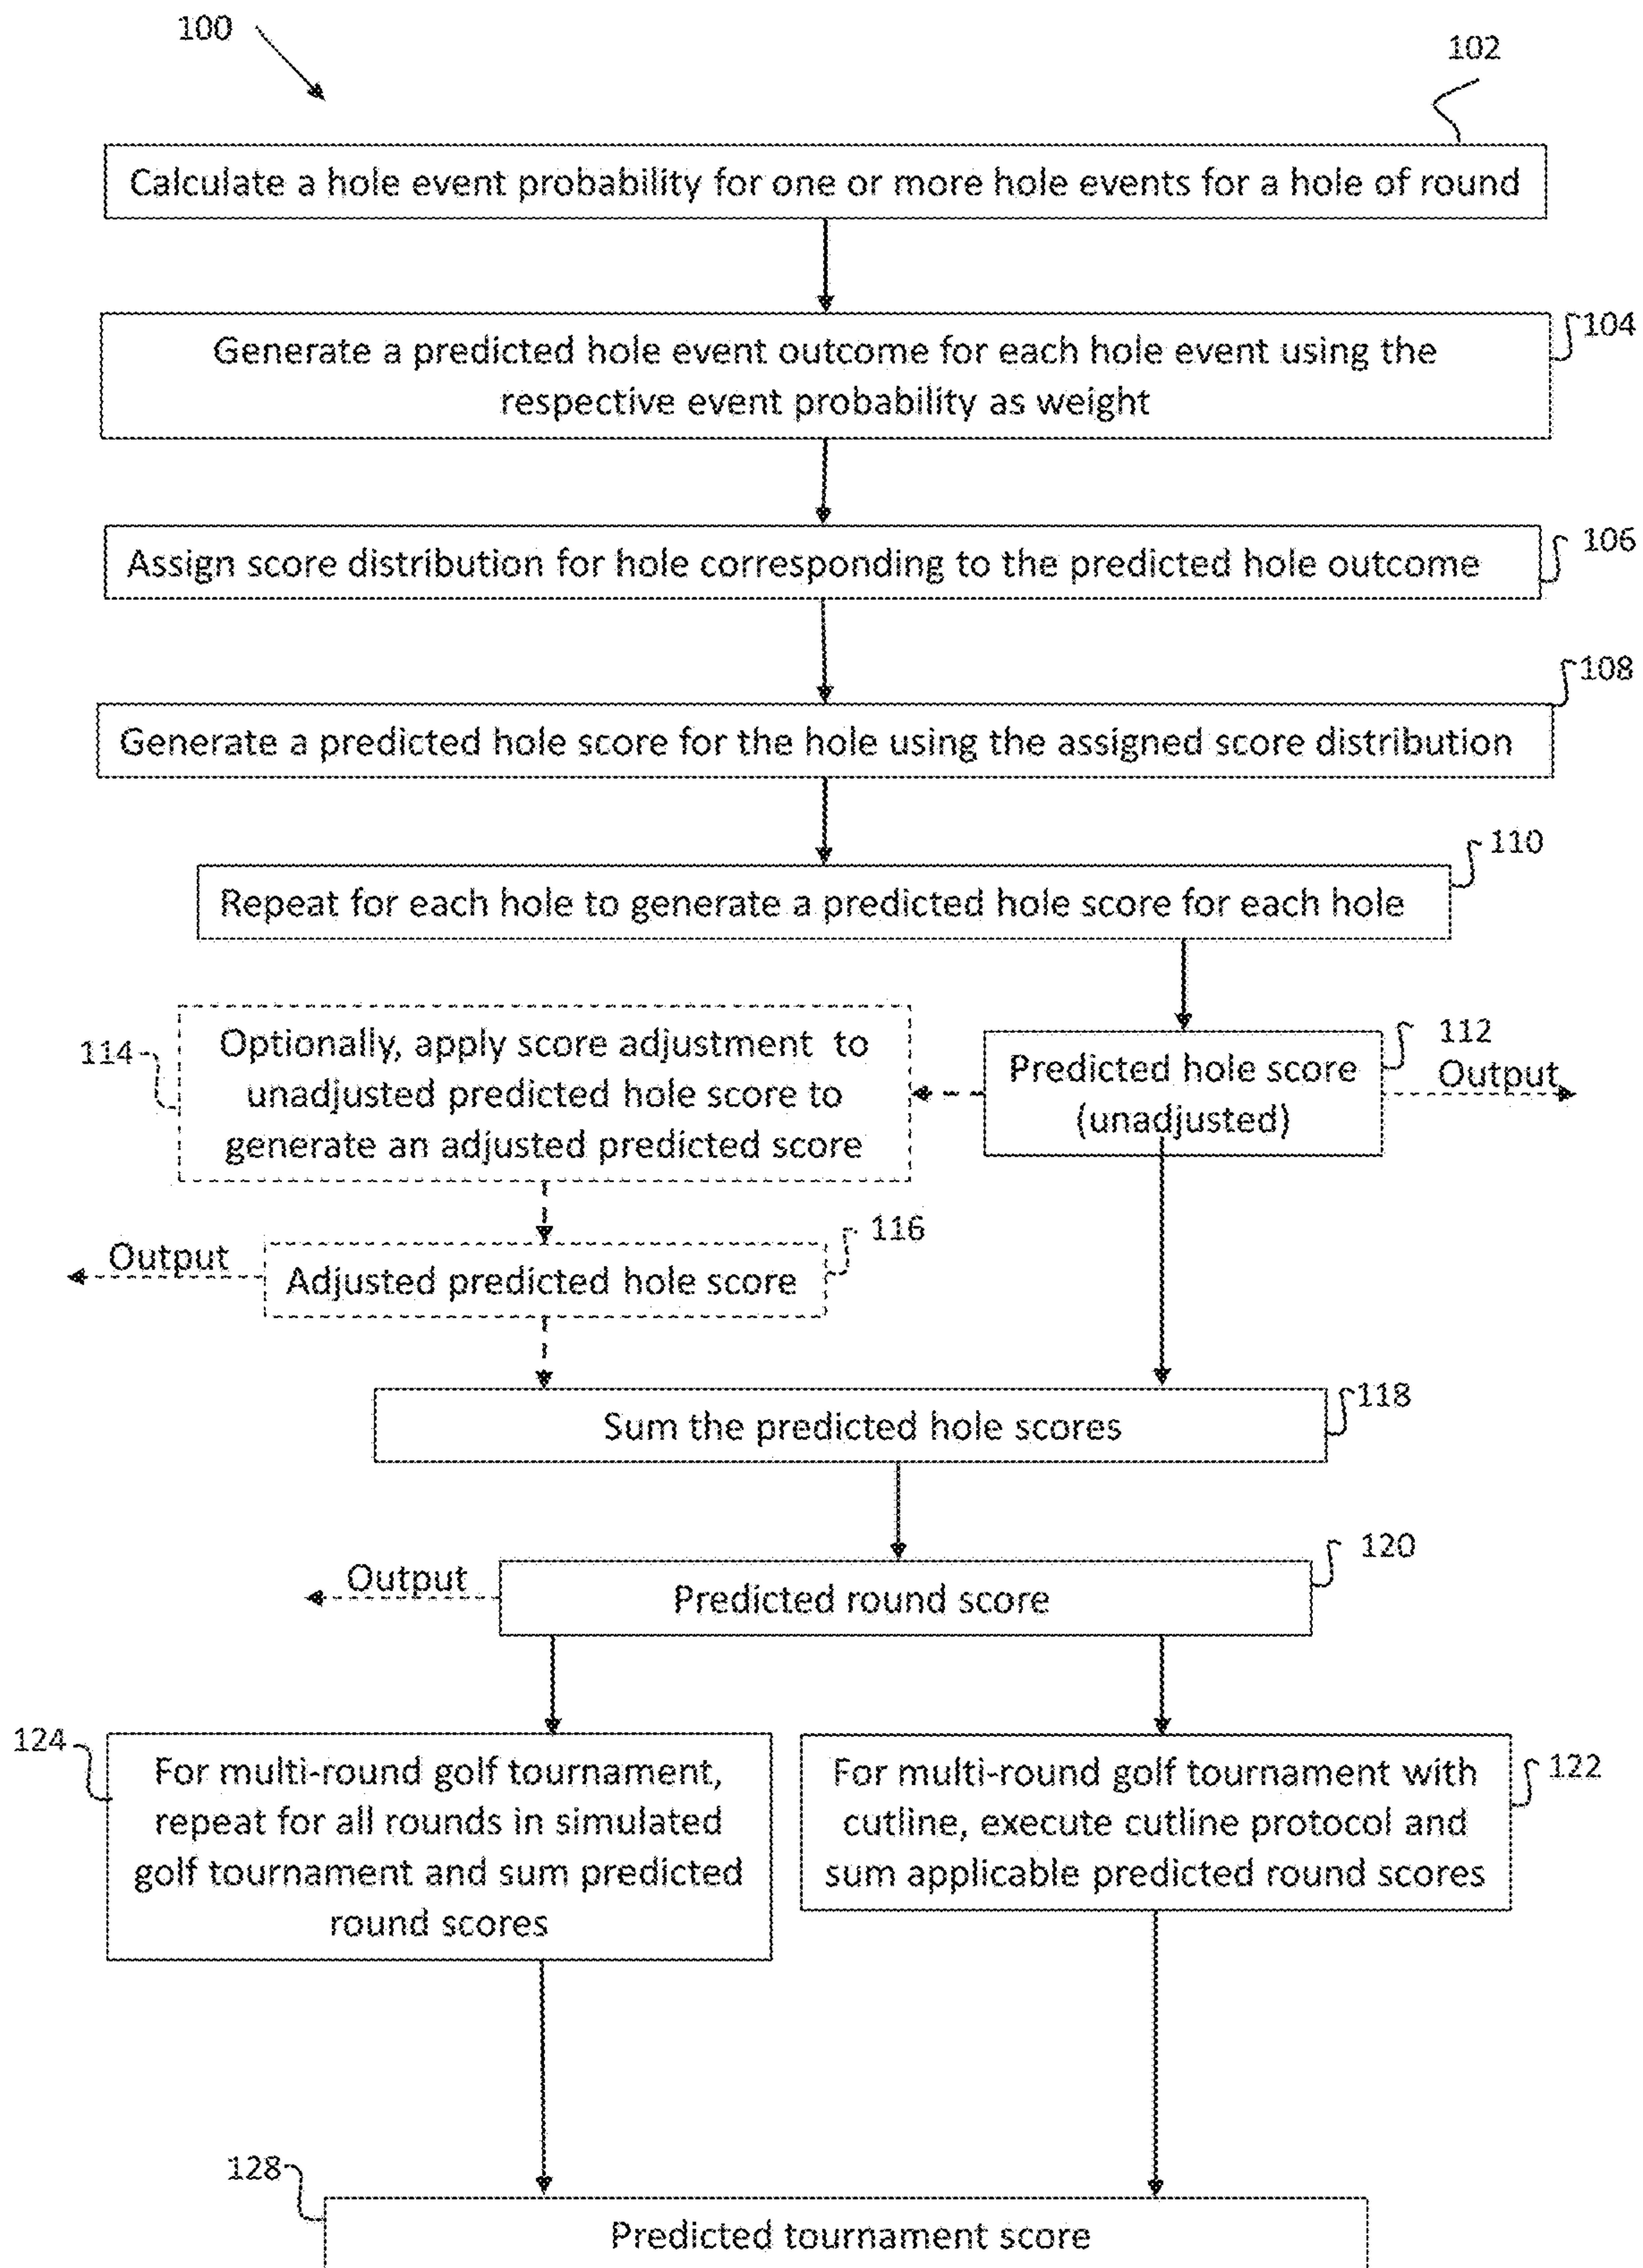 100
102
Calculate a hole event probability for one or more hole events for a hole of round
104
Generate a predicted hole event outcome for each hole event using the
respective event probability as weight
106
Assign score distribution for hole corresponding to the predicted hole outcome
108
Generate a predicted hole score for the hole using the assigned score distribution
110
Repeat for each hole to generate a predicted hole score for each hole
114
Optionally, apply score adjustment to
unadjusted predicted hole score to
generate an adjusted predicted score
112
Predicted hole score
(unadjusted)
Output
116
Output
Adjusted predicted hole score
118
Sum the predicted hole scores
120
Output
Predicted round score
124
For multi-round golf tournament,
repeat for all rounds in simulated
golf tournament and sum predicted
round scores
122
For multi-round golf tournament with
cutline, execute cutline protocol and
sum applicable predicted round scores
128
Predicted tournament score